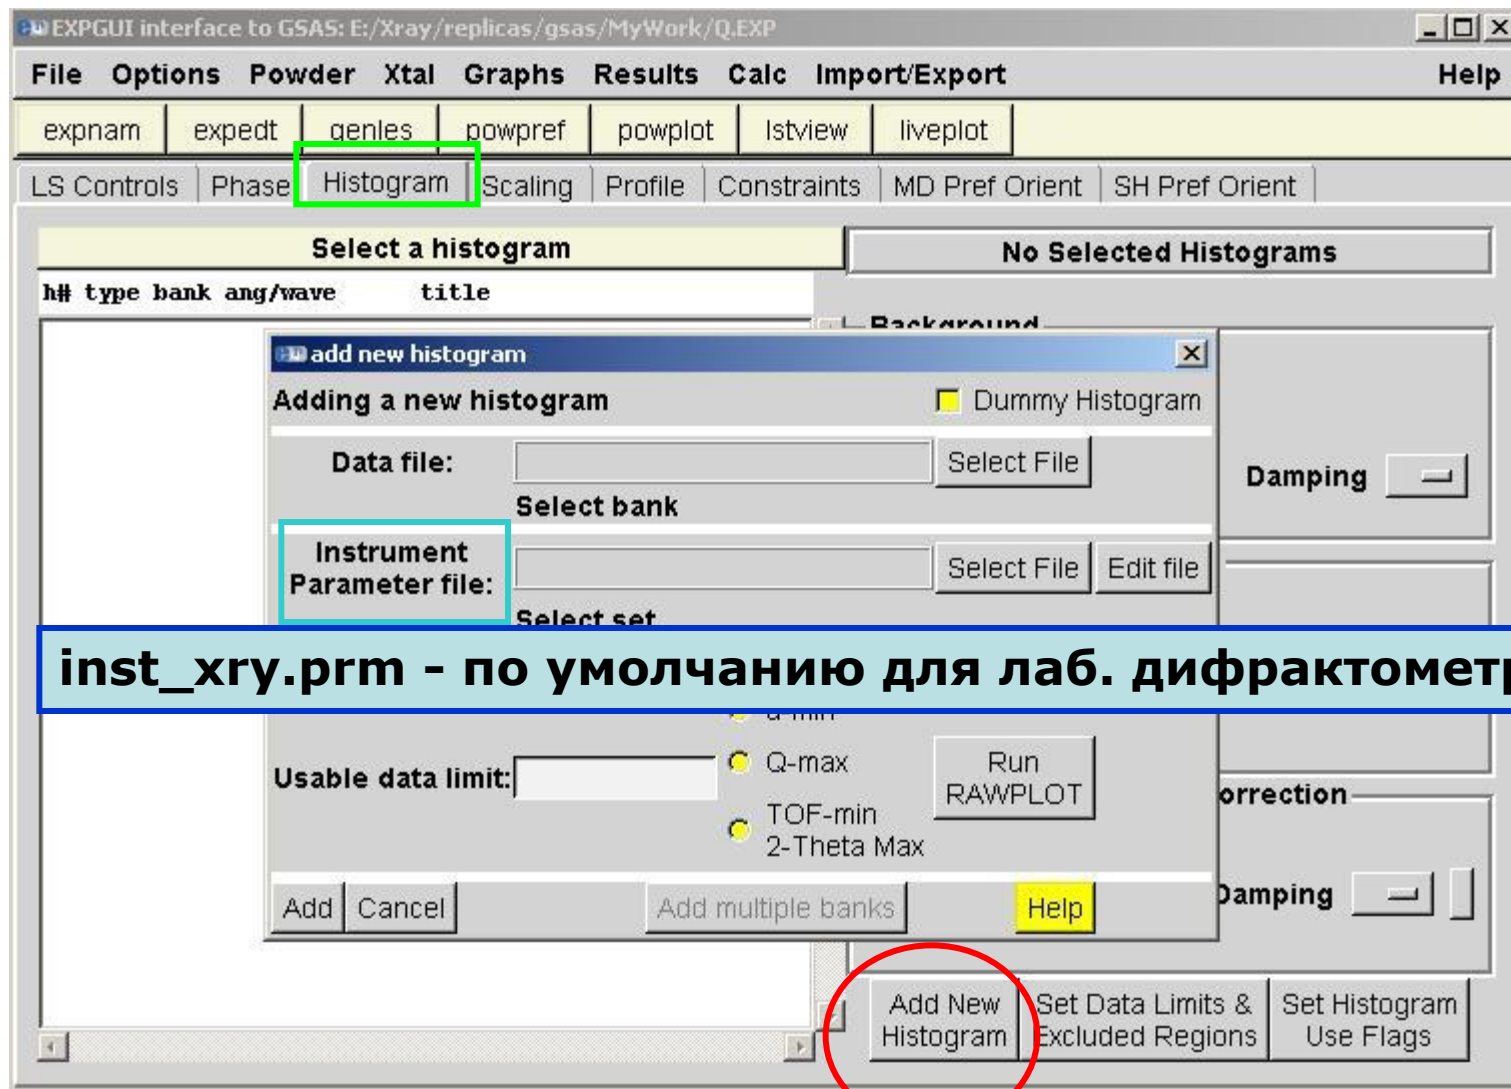 EXPGUI interface to GSAS: E:/Xray/replicas/gsas/MyWork/Q.EXP
File Options Powder Xtal Graphs Results Calc Import/Export Help
expnam expedt genles powpref powplot lstview liveplot
LS Controls Phase Histogram Scaling Profile Constraints MD Pref Orient SH Pref Orient
Select a histogram
No Selected Histograms
h# type bank ang/wave title
Background
add new histogram
Adding a new histogram
Dummy Histogram
Data file:
Select File
Damping
Select bank
Instrument
Parameter file:
Select File
Edit file
Select set
inst_xry.prm - по умолчанию для лаб. дифрактомет
d-min
Usable data limit:
Q-max
Run
RAWPLOT
TOF-min
2-Theta Max
orrection
Add Cancel Add multiple banks Help
Damping
Add New
Histogram
Set Data Limits &
Excluded Regions
Set Histogram
Use Flags